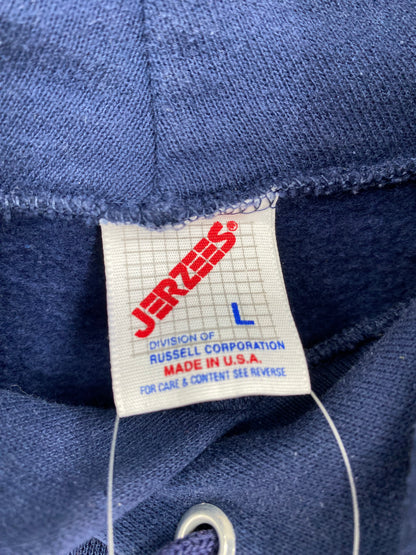 JERZEES®
L
DIVISION OF
RUSSELL CORPORATION
MADE IN U.S.A.
FOR CARE & CONTENT SEE REVERSE